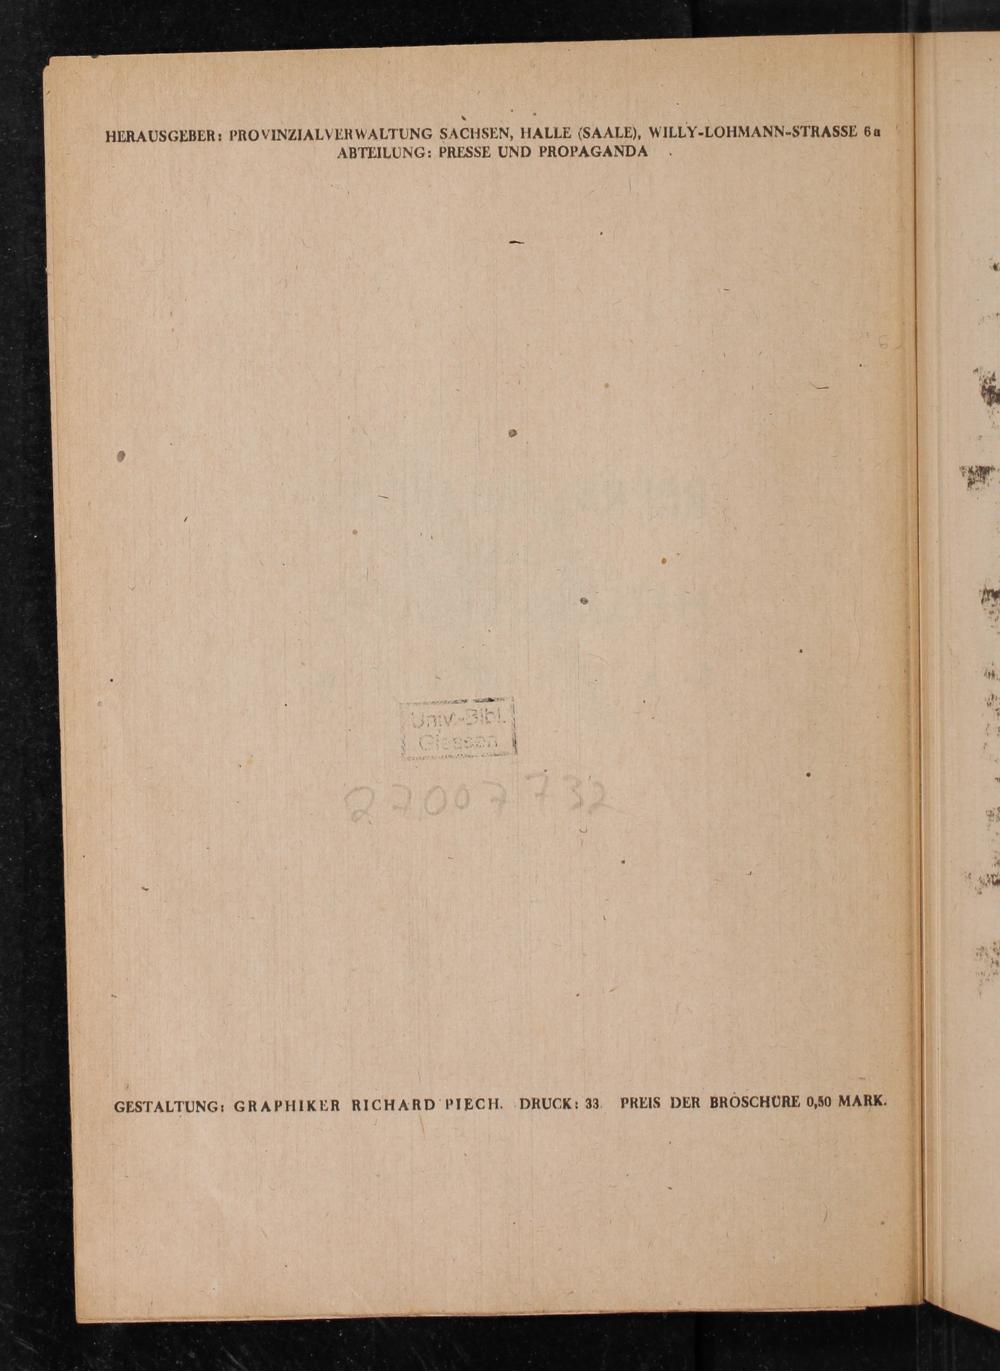 HERAUSGEBER: PROVINZIALVERWALTUNG SACHSEN, HALLE (SAALE), WILLY-LOHMANN-STRASSE 6a
ABTEILUNG: PRESSE UND PROPAGANDA
Univ.-Bibl.
Giessen
27007732
GESTALTUNG: GRAPHIKER RICHARD PIECH. DRUCK: 33 PREIS DER BROSCHÜRE 0,50 MARK.